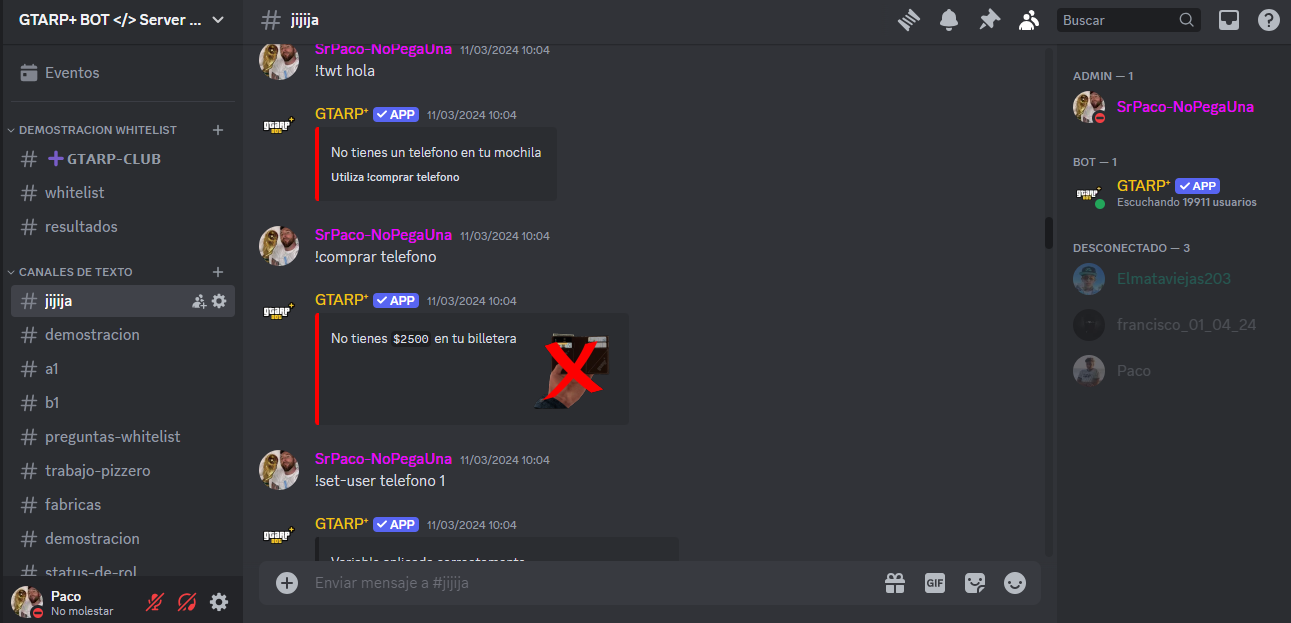 GTARP+ BOT </> Server ...
Eventos
DEMOSTRACION WHITELIST
GTARP-CLUB
whitelist
resultados
CANALES DE TEXTO
jijija
demostracion
a1
b1
preguntas-whitelist
trabajo-pizzero
fabricas
demostracion
status-de-rol
Paco
No molestar
jijija
Buscar
SrPaco-NoPegaUna 11/03/2024 10:04
!twt hola
GTARP⁺ APP 11/03/2024 10:04
No tienes un telefono en tu mochila
Utiliza !comprar telefono
SrPaco-NoPegaUna 11/03/2024 10:04
!comprar telefono
GTARP⁺ APP 11/03/2024 10:04
No tienes $2500 en tu billetera
SrPaco-NoPegaUna 11/03/2024 10:04
!set-user telefono 1
GTARP⁺ APP 11/03/2024 10:04
Variable aplicada correctamente
Enviar mensaje a #jijija
GIF
ADMIN — 1
SrPaco-NoPegaUna
BOT — 1
GTARP⁺ APP
Escuchando 19911 usuarios
DESCONECTADO — 3
Elmataviejas203
francisco_01_04_24
Paco